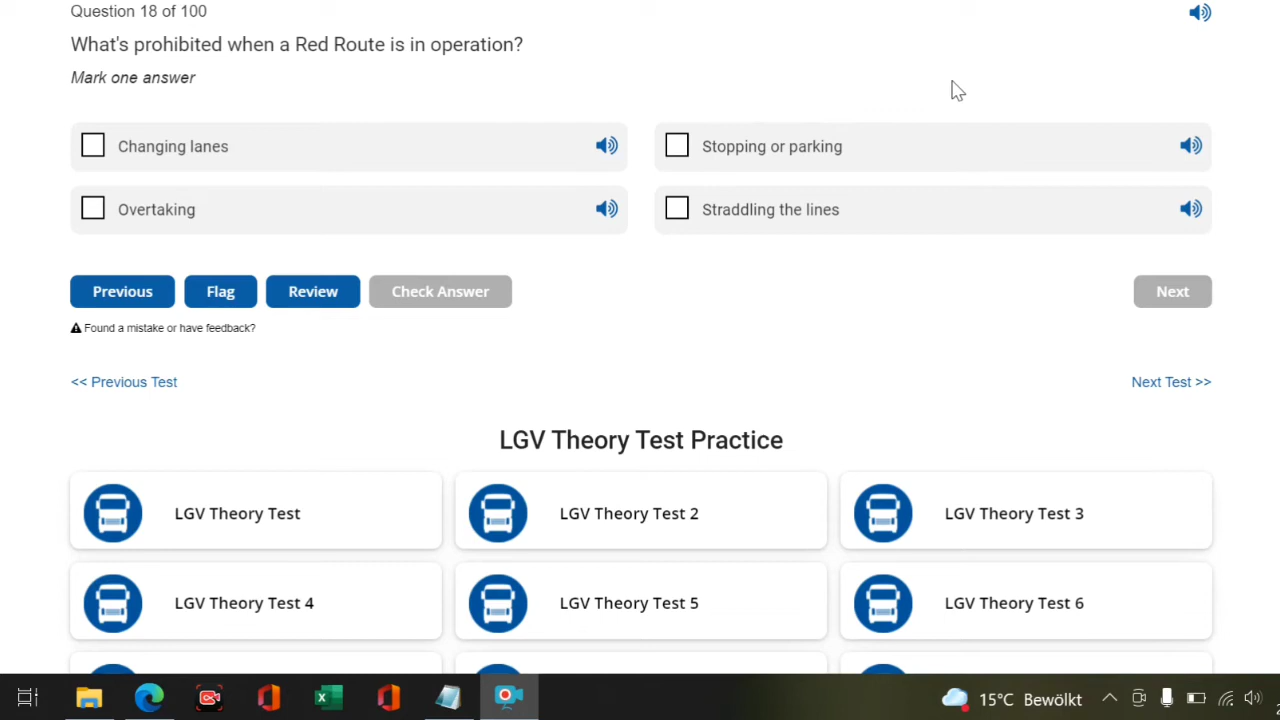 Question 18 of 100
What's prohibited when a Red Route is in operation?
Mark one answer
Changing lanes
Stopping or parking
Overtaking
Straddling the lines
Previous
Flag
Review
Check Answer
Next
Found a mistake or have feedback?
<< Previous Test
Next Test >>
LGV Theory Test Practice
LGV Theory Test
LGV Theory Test 2
LGV Theory Test 3
LGV Theory Test 4
LGV Theory Test 5
LGV Theory Test 6
15°C Bewölkt